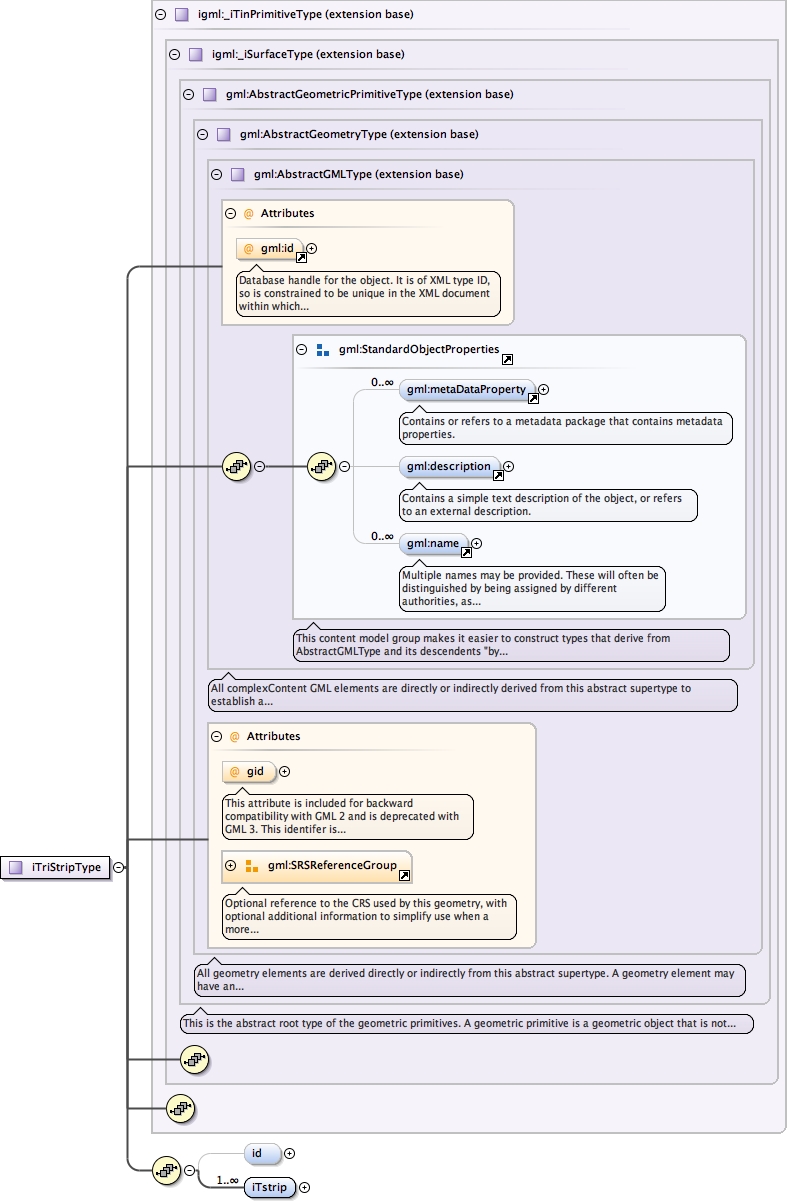 igml:_iTinPrimitiveType (extension base)
igml:_iSurfaceType (extension base)
gml:AbstractGeometricPrimitiveType (extension base)
gml:AbstractGeometryType (extension base)
gml:AbstractGMLType (extension base)
@ Attributes
@ gml:id
Database handle for the object. It is of XML type ID,
so is constrained to be unique in the XML document
within which...
gml:StandardObjectProperties
0..∞
gml:metaDataProperty
Contains or refers to a metadata package that contains metadata
properties.
gml:description
Contains a simple text description of the object, or refers
to an external description.
0..∞
gml:name
Multiple names may be provided. These will often be
distinguished by being assigned by different
authorities, as...
This content model group makes it easier to construct types that derive from
AbstractGMLType and its descendents "by...
All complexContent GML elements are directly or indirectly derived from this abstract supertype to
establish a...
@ Attributes
@ gid
This attribute is included for backward
compatibility with GML 2 and is deprecated with
GML 3. This identifer is...
iTriStripType
gml:SRSReferenceGroup
Optional reference to the CRS used by this geometry, with
optional additional information to simplify use when a
more...
All geometry elements are derived directly or indirectly from this abstract supertype. A geometry element may
have an...
This is the abstract root type of the geometric primitives. A geometric primitive is a geometric object that is not...
id
1..∞
iTstrip